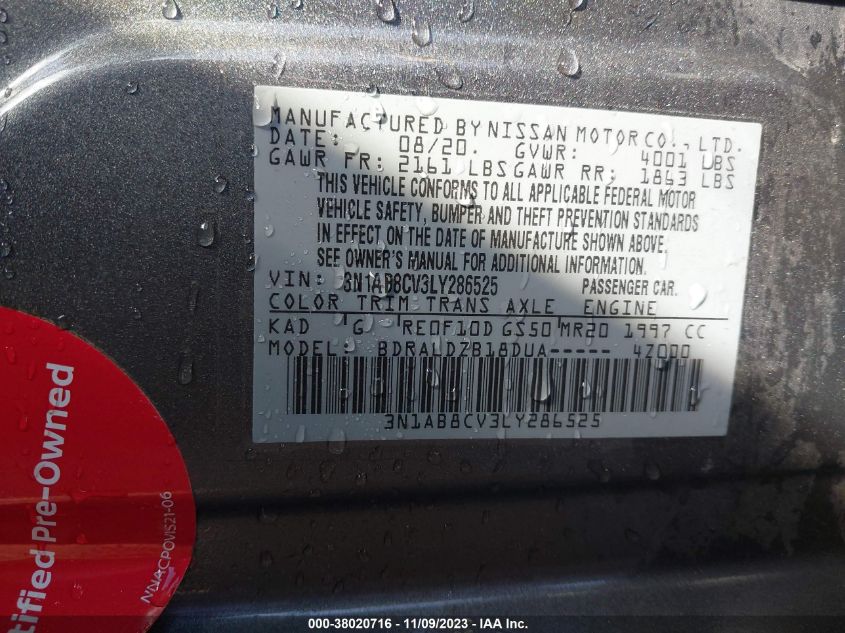 MANUFACTURED BY NISSAN MOTOR CO., LTD.
DATE: 08/20. GVWR: 4001 LBS
GAWR FR: 2161 LBS GAWR RR: 1863 LBS
THIS VEHICLE CONFORMS TO ALL APPLICABLE FEDERAL MOTOR
VEHICLE SAFETY, BUMPER AND THEFT PREVENTION STANDARDS
IN EFFECT ON THE DATE OF MANUFACTURE SHOWN ABOVE.
SEE OWNER'S MANUAL FOR ADDITIONAL INFORMATION.
VIN: 3N1AB8CV3LY286525 PASSENGER CAR.
COLOR TRIM TRANS AXLE ENGINE
KAD G RE0F10D GS50 MR20 1997 CC
MODEL: BDRALDZB18DUA----- 4Z000
3N1AB8CV3LY286525
tified Pre-Owned
NNACPOVIS21-06
000-38020716 - 11/09/2023 - IAA Inc.